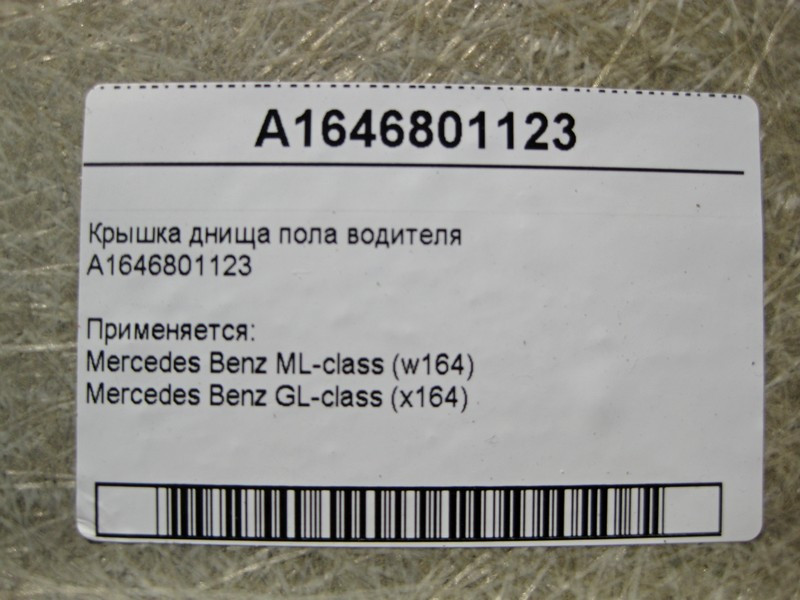 A1646801123
Крышка днища пола водителя
A1646801123
Применяется:
Mercedes Benz ML-class (w164)
Mercedes Benz GL-class (x164)